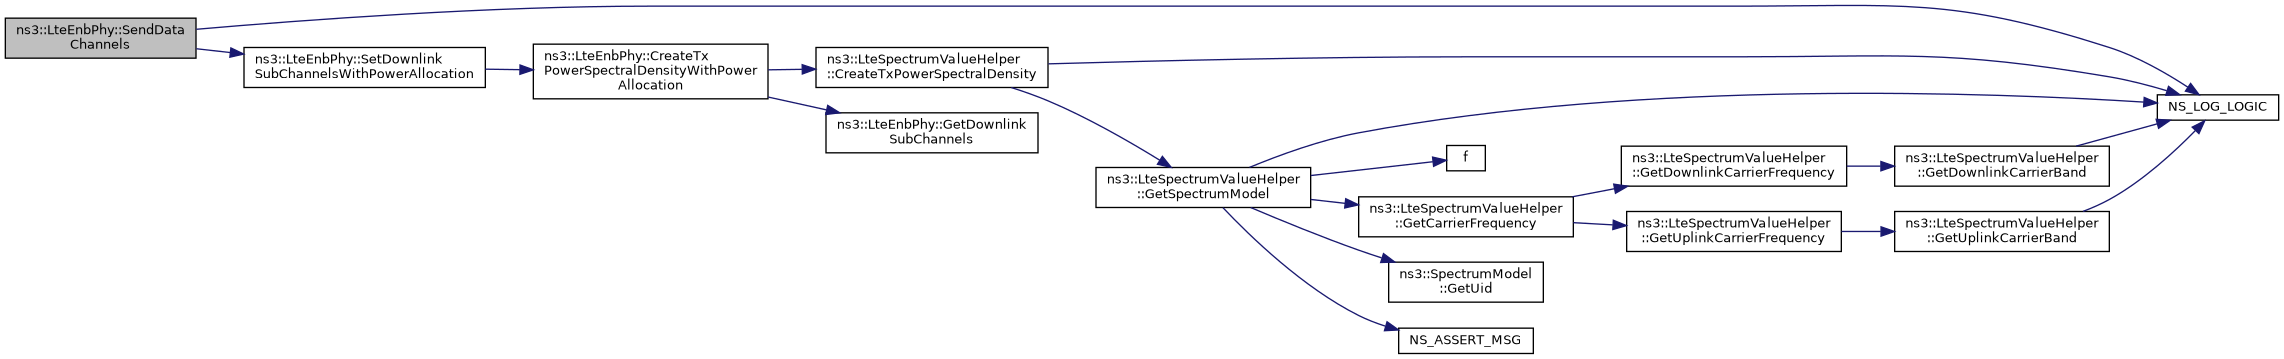 ns3::LteEnbPhy::SendData
Channels
ns3::LteEnbPhy::SetDownlink
SubChannelsWithPowerAllocation
ns3::LteEnbPhy::CreateTx
PowerSpectralDensityWithPower
Allocation
ns3::LteSpectrumValueHelper
::CreateTxPowerSpectralDensity
ns3::LteEnbPhy::GetDownlink
SubChannels
ns3::LteSpectrumValueHelper
::GetSpectrumModel
f
ns3::LteSpectrumValueHelper
::GetCarrierFrequency
ns3::SpectrumModel
::GetUid
NS_ASSERT_MSG
ns3::LteSpectrumValueHelper
::GetDownlinkCarrierFrequency
ns3::LteSpectrumValueHelper
::GetUplinkCarrierFrequency
ns3::LteSpectrumValueHelper
::GetDownlinkCarrierBand
ns3::LteSpectrumValueHelper
::GetUplinkCarrierBand
NS_LOG_LOGIC